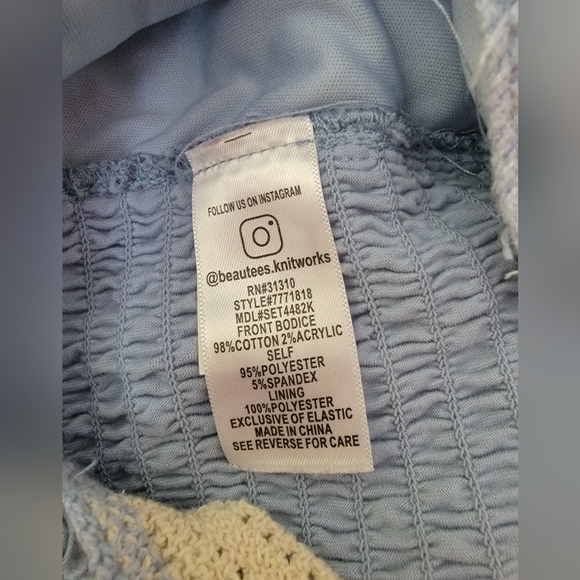 FOLLOW US ON INSTAGRAM
@beautees.knitworks
RN#31310
STYLE#7771818
MDL#SET4482K
FRONT BODICE
98%COTTON 2%ACRYLIC
SELF
95%POLYESTER
5%SPANDEX
LINING
100%POLYESTER
EXCLUSIVE OF ELASTIC
MADE IN CHINA
SEE REVERSE FOR CARE